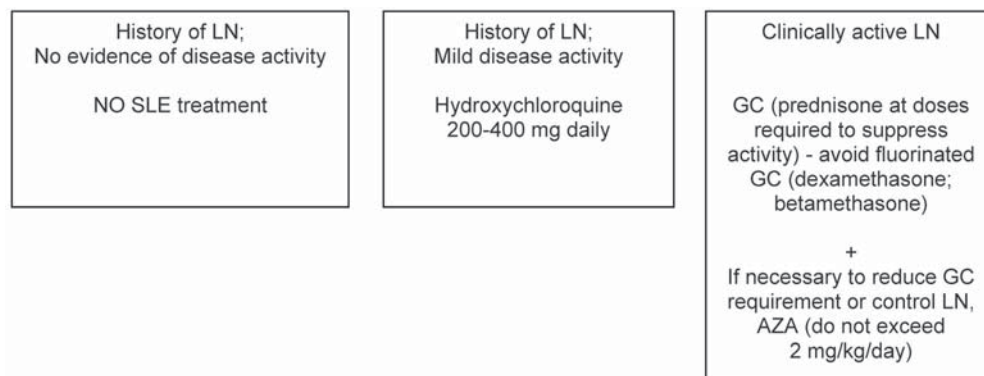 History of LN;
No evidence of disease activity
NO SLE treatment
History of LN;
Mild disease activity
Hydroxychloroquine
200-400 mg daily
Clinically active LN
GC (prednisone at doses
required to suppress
activity) - avoid fluorinated
GC (dexamethasone;
betamethasone)
+
If necessary to reduce GC
requirement or control LN,
AZA (do not exceed
2 mg/kg/day)